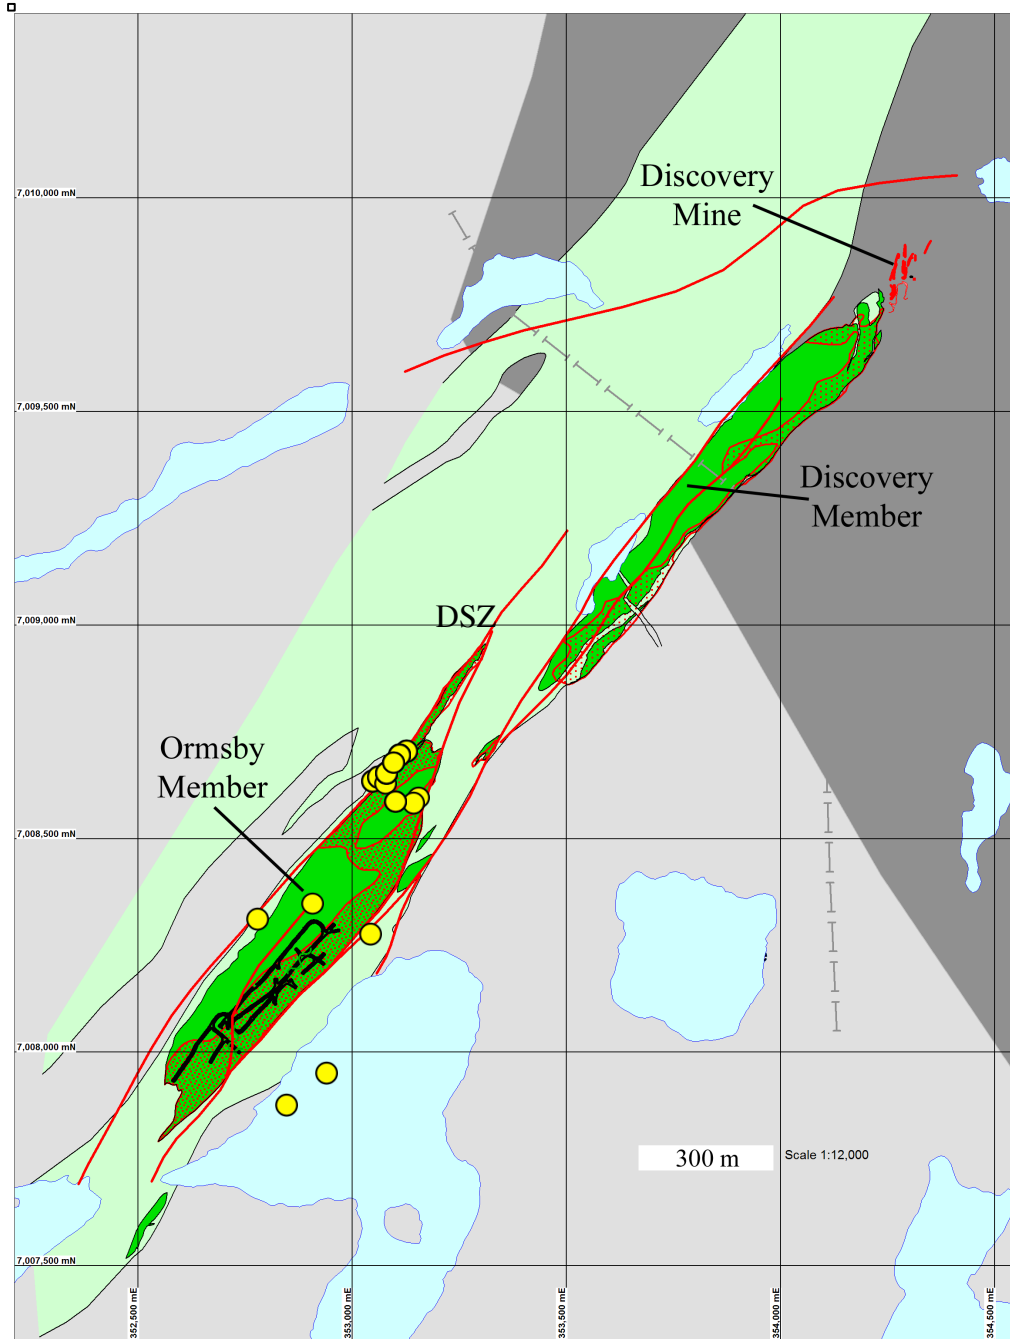 Discovery
Mine
7,010,000 mN
7,009,500 mN
Discovery
Member
DSZ
7,009,000 mN
Ormsby
Member
7,008,500 mN
7,008,000 mN
300 m
Scale 1:12,000
7,007,500 mN
352,500 mE
353,000 mE
353,500 mE
354,000 mE
354,500 mE